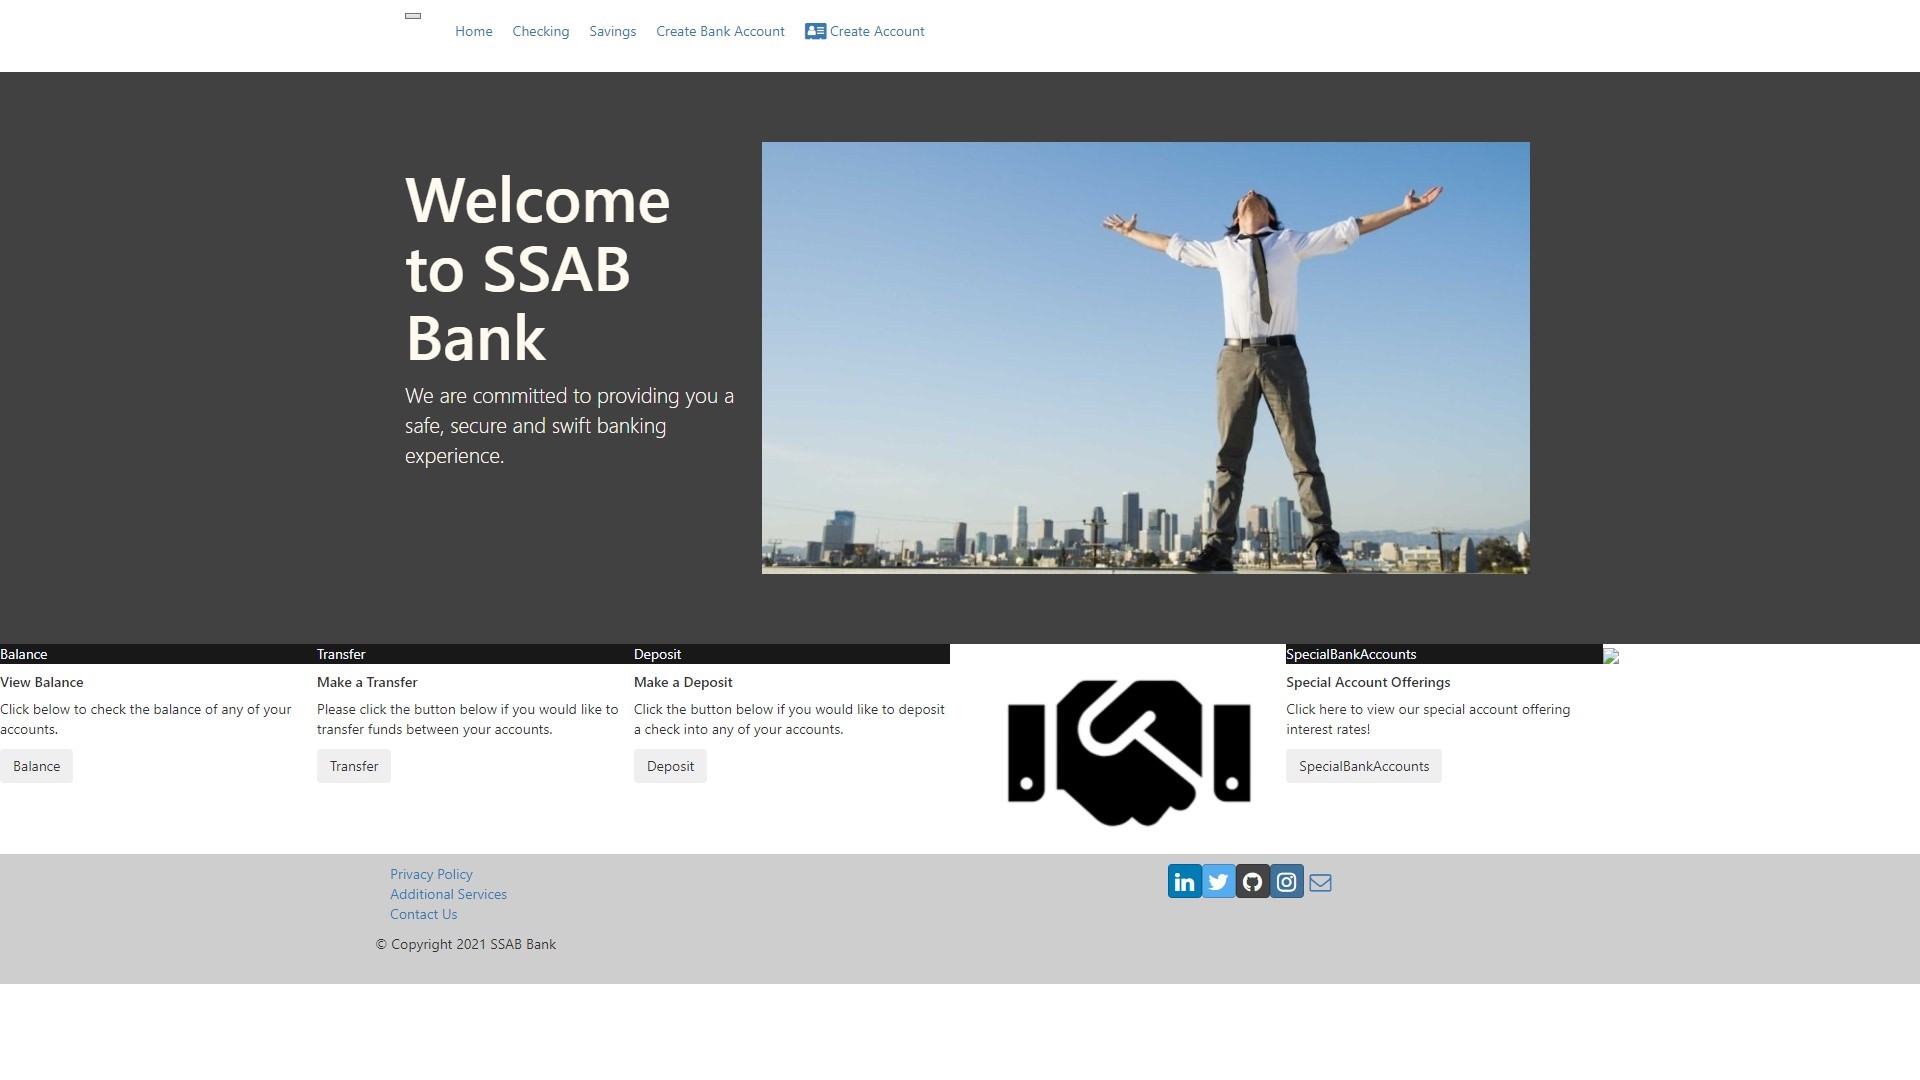 Home Checking Savings Create Bank Account Create Account
Welcome
to SSAB
Bank
We are committed to providing you a
safe, secure and swift banking
experience.
Balance
View Balance
Click below to check the balance of any of your
accounts.
Balance
Transfer
Make a Transfer
Please click the button below if you would like to
transfer funds between your accounts.
Transfer
Deposit
Make a Deposit
Click the button below if you would like to deposit
a check into any of your accounts.
Deposit
SpecialBankAccounts
Special Account Offerings
Click here to view our special account offering
interest rates!
SpecialBankAccounts
Privacy Policy
Additional Services
Contact Us
© Copyright 2021 SSAB Bank